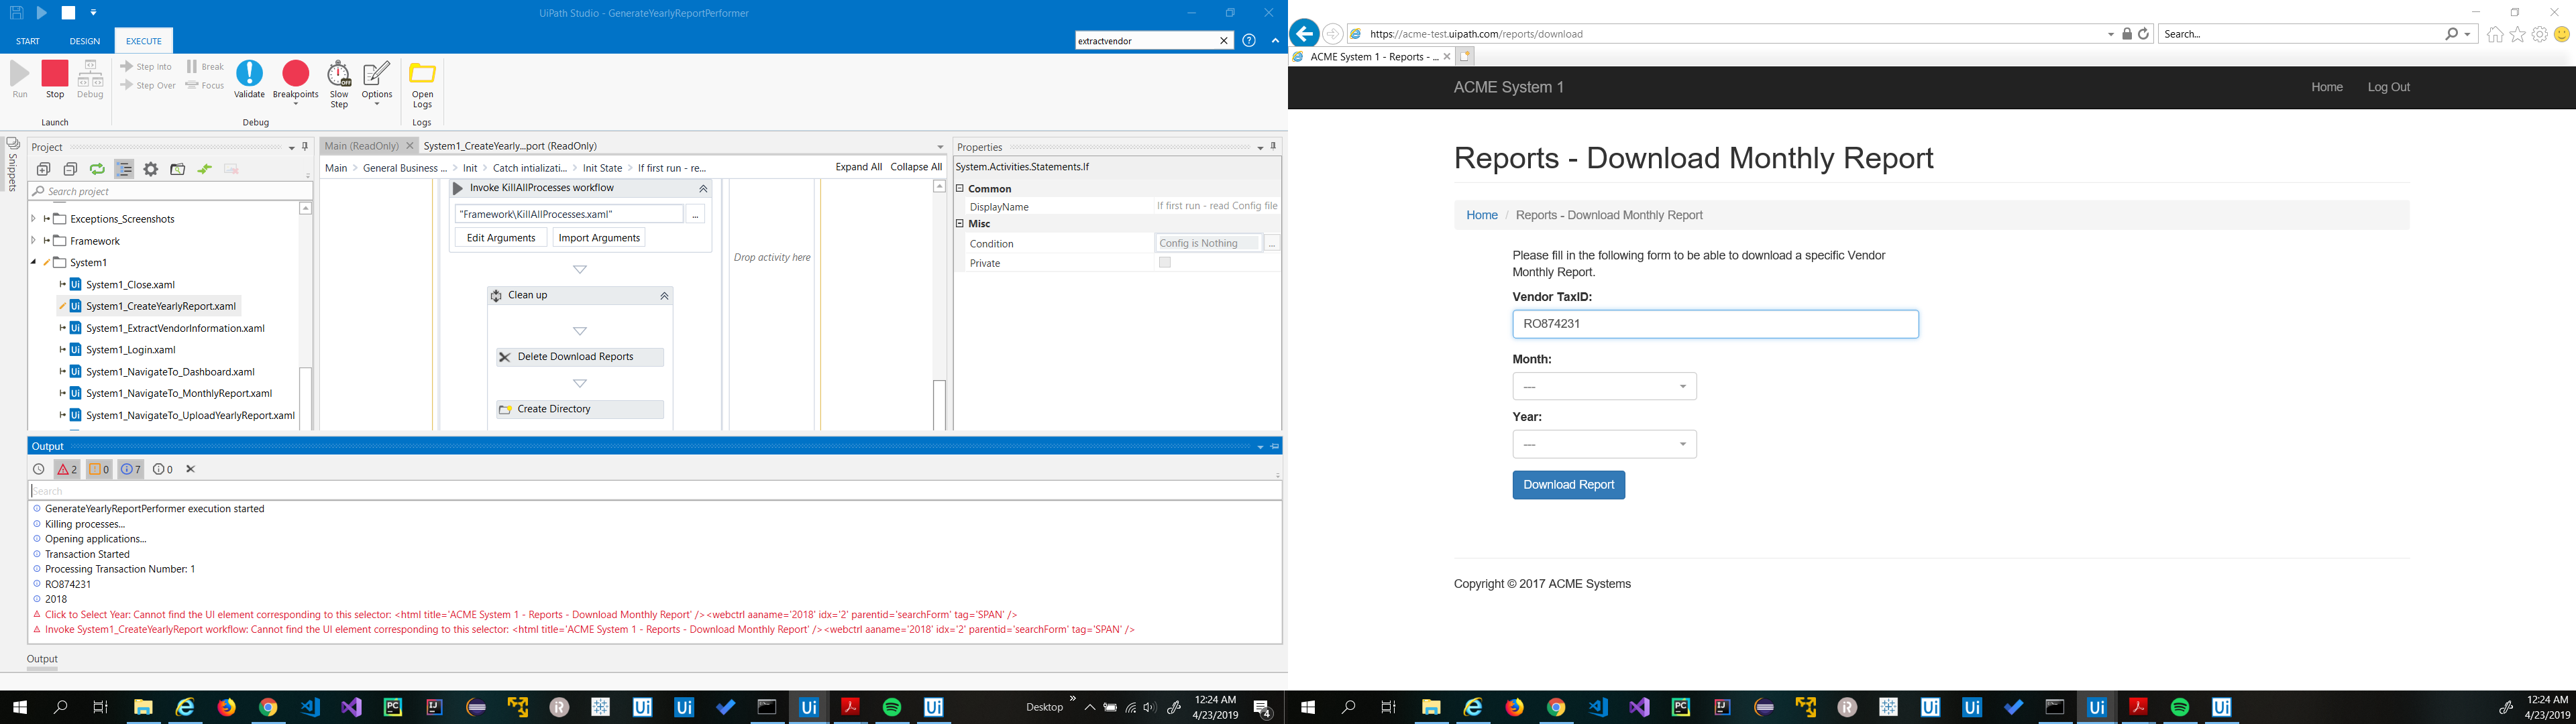 UiPath Studio - GenerateYearlyReportPerformer
START
DESIGN
EXECUTE
extractvendor
Run
Stop
Debug
Step Into
Step Over
Break
Focus
Validate
Breakpoints
Slow
Step
Options
Open
Logs
Launch
Debug
Logs
Snippets
Project
Search project
Exceptions_Screenshots
Framework
System1
System1_Close.xaml
System1_CreateYearlyReport.xaml
System1_ExtractVendorInformation.xaml
System1_Login.xaml
System1_NavigateTo_Dashboard.xaml
System1_NavigateTo_MonthlyReport.xaml
System1_NavigateTo_UploadYearlyReport.xaml
Main (ReadOnly)
System1_CreateYearly...port (ReadOnly)
Main > General Business ... > Init > Catch intializati... > Init State > If first run - re...
Expand All Collapse All
Invoke KillAllProcesses workflow
"Framework\KillAllProcesses.xaml"
...
Edit Arguments
Import Arguments
Drop activity here
Clean up
Delete Download Reports
Create Directory
Properties
System.Activities.Statements.If
Common
DisplayName If first run - read Config file
Misc
Condition Config is Nothing ...
Private
Output
2 0 7 0
Search
GenerateYearlyReportPerformer execution started
Killing processes...
Opening applications...
Transaction Started
Processing Transaction Number: 1
RO874231
2018
Click to Select Year: Cannot find the UI element corresponding to this selector: <html title='ACME System 1 - Reports - Download Monthly Report' /><webctrl aaname='2018' idx='2' parentid='searchForm' tag='SPAN' />
Invoke System1_CreateYearlyReport workflow: Cannot find the UI element corresponding to this selector: <html title='ACME System 1 - Reports - Download Monthly Report' /><webctrl aaname='2018' idx='2' parentid='searchForm' tag='SPAN' />
Output
Desktop
12:24 AM
4/23/2019
4
https://acme-test.uipath.com/reports/download
Search...
ACME System 1 - Reports - ...
ACME System 1
Home
Log Out
Reports - Download Monthly Report
Home / Reports - Download Monthly Report
Please fill in the following form to be able to download a specific Vendor
Monthly Report.
Vendor TaxID:
RO874231
Month:
---
Year:
---
Download Report
Copyright © 2017 ACME Systems
12:24 AM
4/23/2019